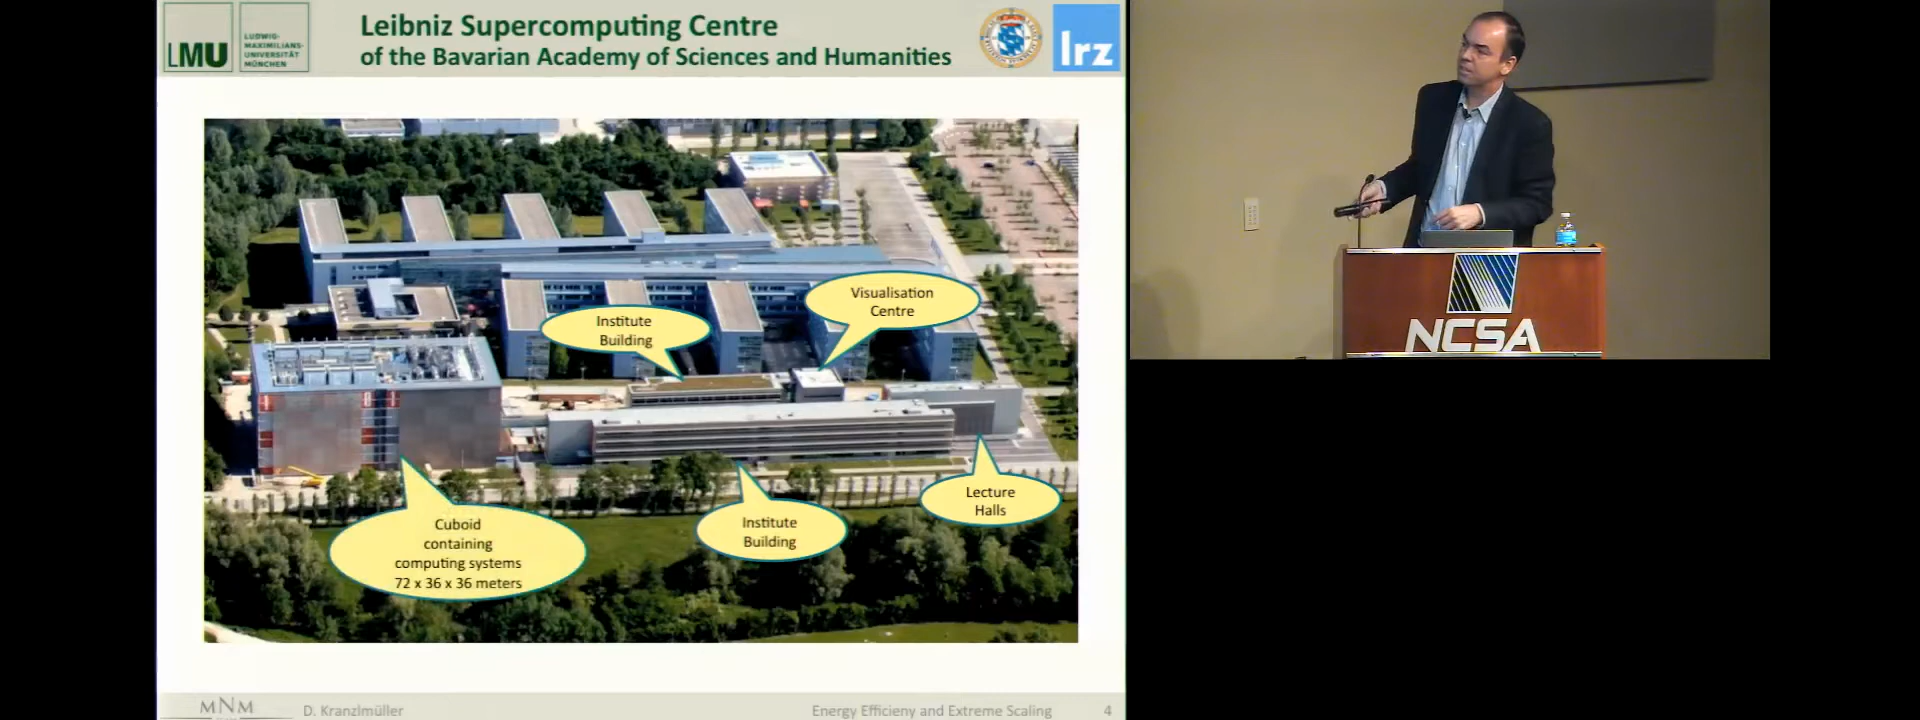 LMU
LUDWIG-
MAXIMILIANS-
UNIVERSITÄT
MÜNCHEN
Leibniz Supercomputing Centre
of the Bavarian Academy of Sciences and Humanities
lrz
Visualisation
Centre
Institute
Building
Lecture
Halls
Cuboid
containing
computing systems
72 x 36 x 36 meters
Institute
Building
MNM
D. Kranzlmüller
Energy Efficieny and Extreme Scaling
4
NCSA